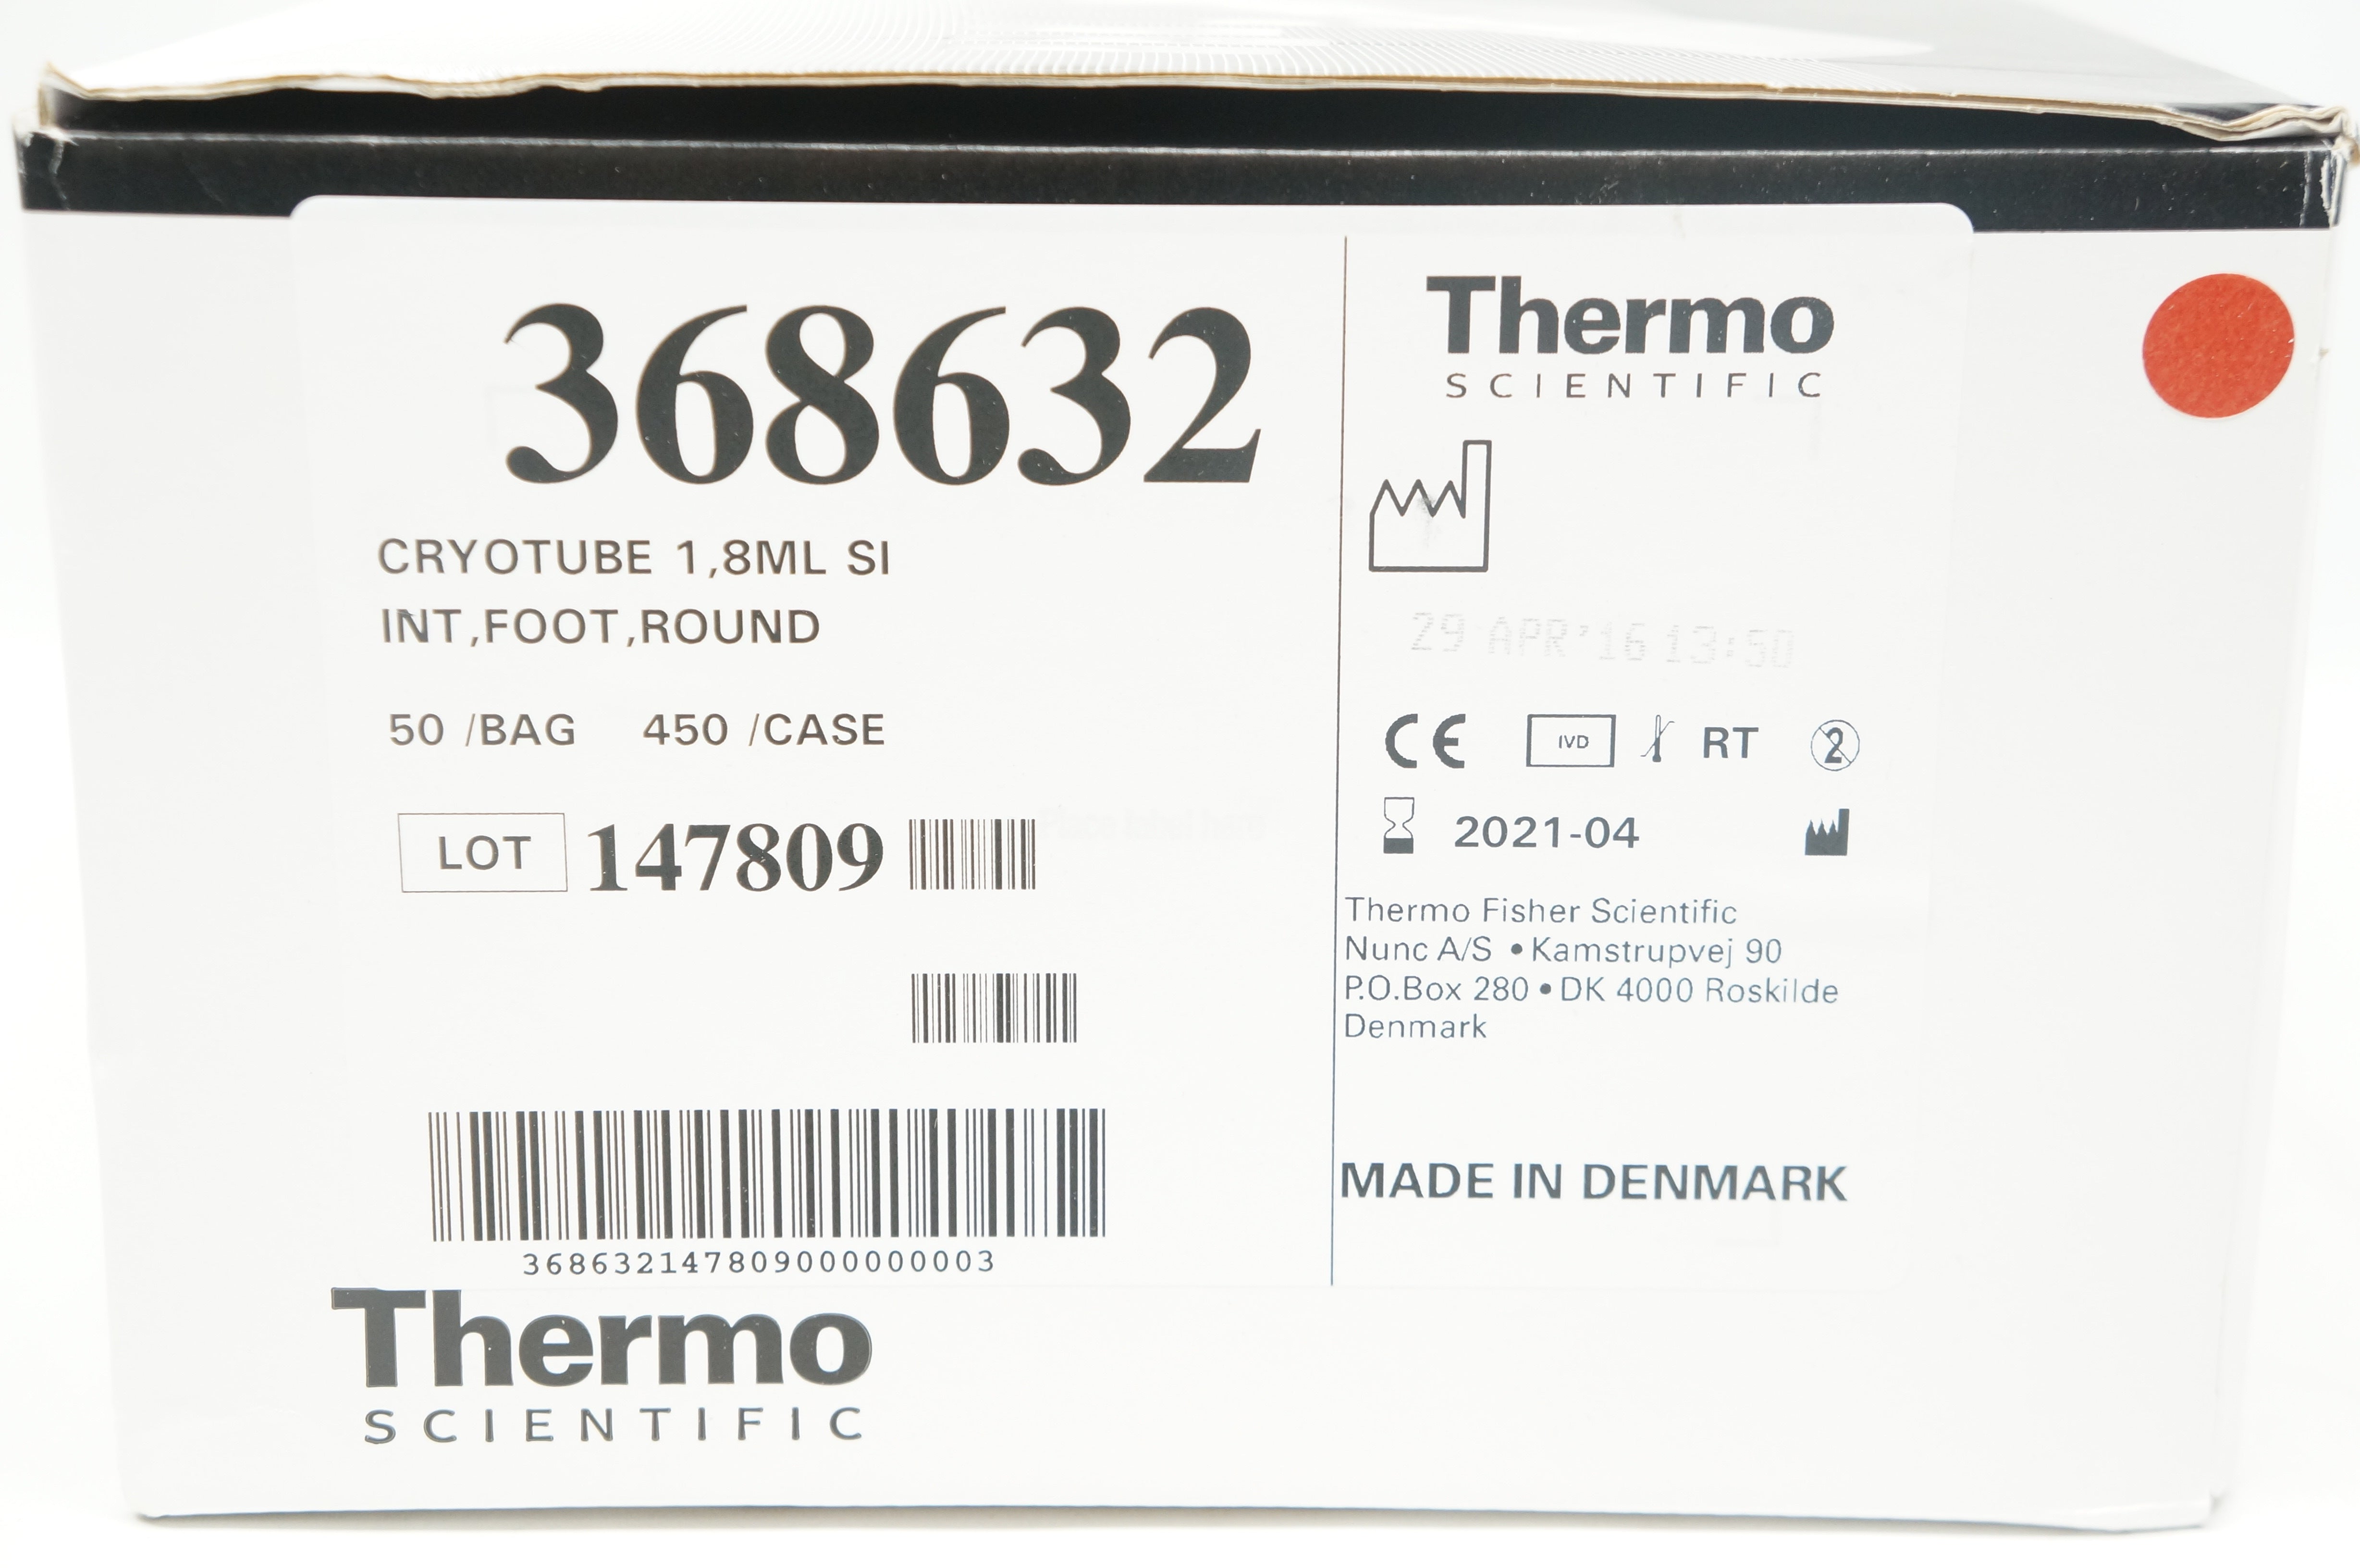 368632
CRYOTUBE 1,8ML SI
INT,FOOT,ROUND
50 /BAG 450 /CASE
LOT 147809
368632147809000000003
Thermo
SCIENTIFIC
Thermo
SCIENTIFIC
29 APR'16 13:50
CE IVD RT 2
2021-04
Thermo Fisher Scientific
Nunc A/S • Kamstrupvej 90
P.O.Box 280 • DK 4000 Roskilde
Denmark
MADE IN DENMARK